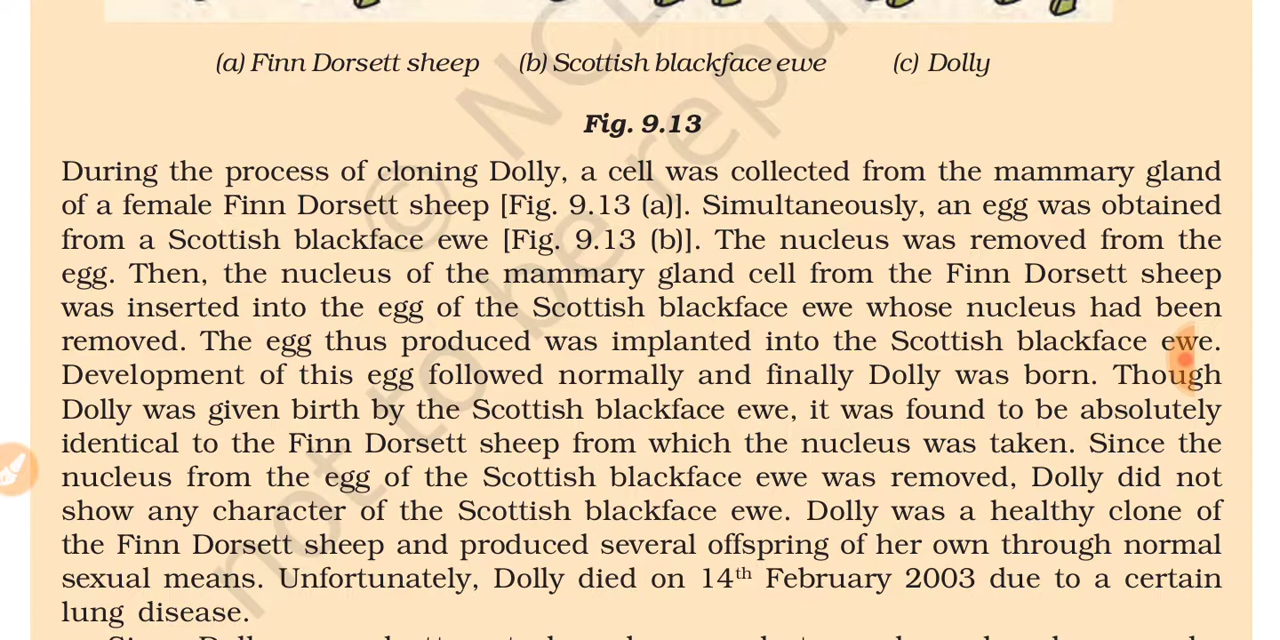 (a) Finn Dorsett sheep (b) Scottish blackface ewe (c) Dolly
Fig. 9.13
During the process of cloning Dolly, a cell was collected from the mammary gland
of a female Finn Dorsett sheep [Fig. 9.13 (a)]. Simultaneously, an egg was obtained
from a Scottish blackface ewe [Fig. 9.13 (b)]. The nucleus was removed from the
egg. Then, the nucleus of the mammary gland cell from the Finn Dorsett sheep
was inserted into the egg of the Scottish blackface ewe whose nucleus had been
removed. The egg thus produced was implanted into the Scottish blackface ewe.
Development of this egg followed normally and finally Dolly was born. Though
Dolly was given birth by the Scottish blackface ewe, it was found to be absolutely
identical to the Finn Dorsett sheep from which the nucleus was taken. Since the
nucleus from the egg of the Scottish blackface ewe was removed, Dolly did not
show any character of the Scottish blackface ewe. Dolly was a healthy clone of
the Finn Dorsett sheep and produced several offspring of her own through normal
sexual means. Unfortunately, Dolly died on 14th February 2003 due to a certain
lung disease.
not to be